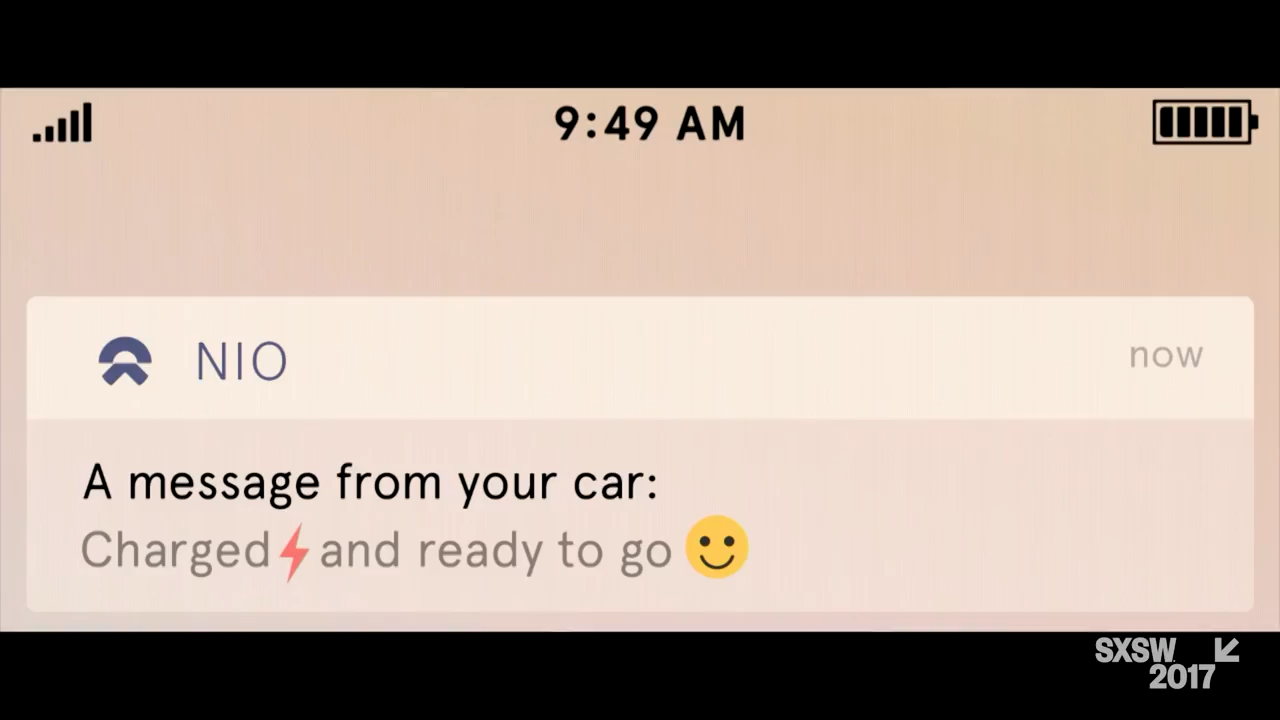 9:49 AM
NIO
now
A message from your car:
Charged⚡and ready to go 🙂
SXSW
2017